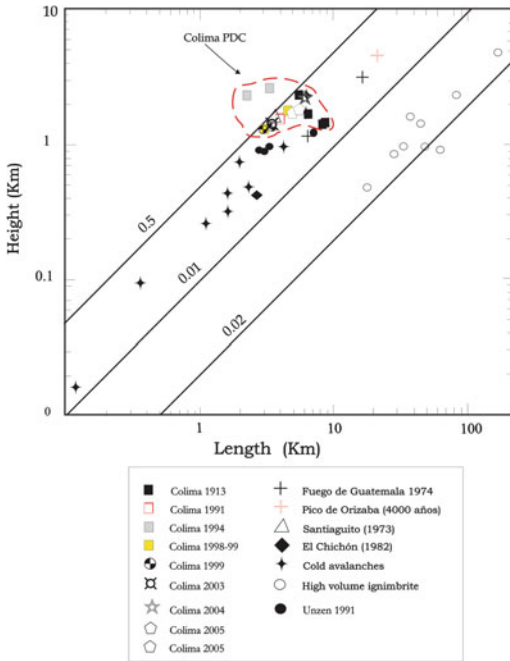 Colima PDC
10
1
0.1
0
Height (Km)
0.5
0.01
0.02
1
10
100
Length (Km)
Colima 1913
Colima 1991
Colima 1994
Colima 1998-99
Colima 1999
Colima 2003
Colima 2004
Colima 2005
Colima 2005
Fuego de Guatemala 1974
Pico de Orizaba (4000 años)
Santiaguito (1973)
El Chichón (1982)
Cold avalanches
High volume ignimbrite
Unzen 1991